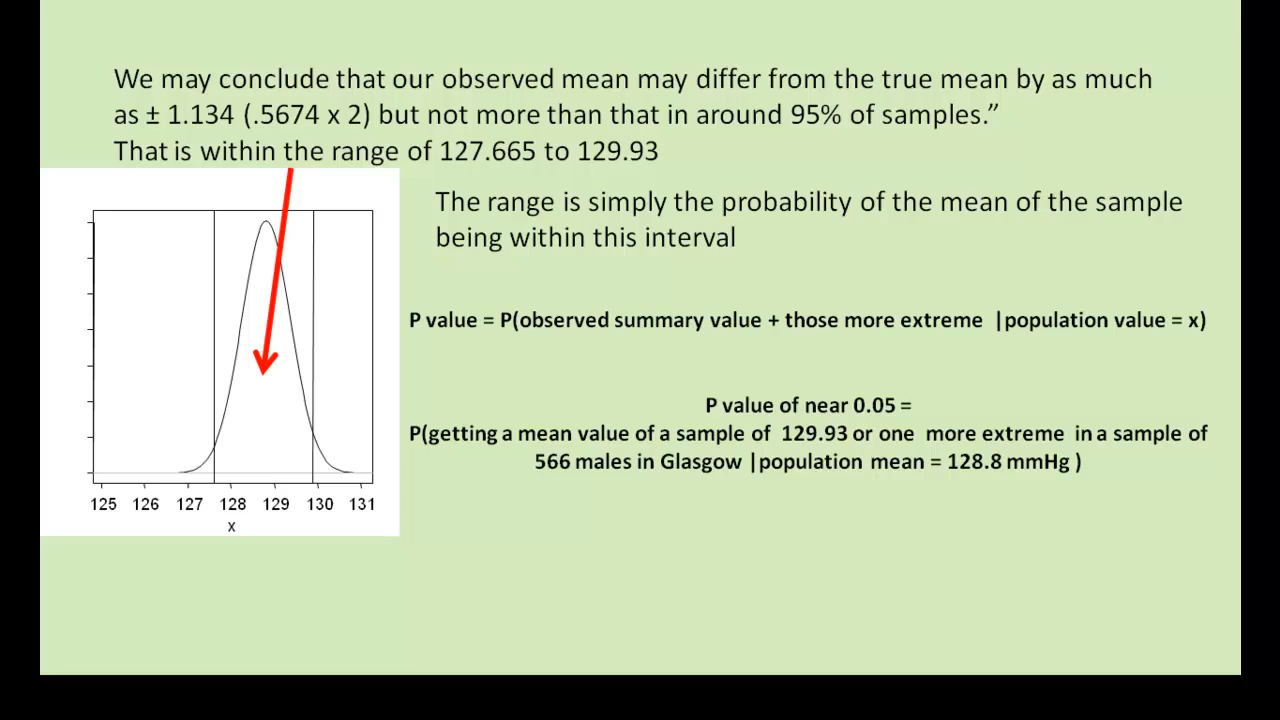 We may conclude that our observed mean may differ from the true mean by as much
as ± 1.134 (.5674 x 2) but not more than that in around 95% of samples.”
That is within the range of 127.665 to 129.93
The range is simply the probability of the mean of the sample
being within this interval
P value = P(observed summary value + those more extreme |population value = x)
P value of near 0.05 =
P(getting a mean value of a sample of 129.93 or one more extreme in a sample of
566 males in Glasgow |population mean = 128.8 mmHg )
125 126 127 128 129 130 131
x